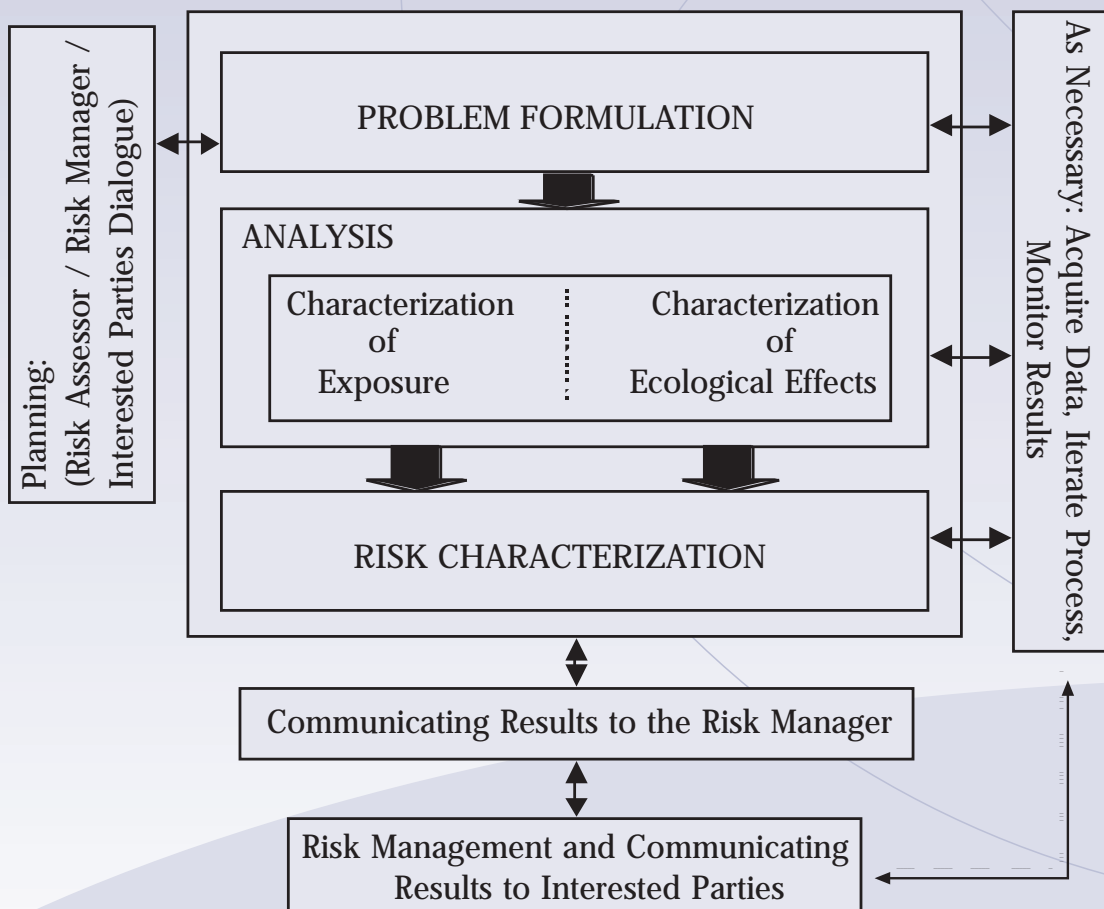 Planning:
(Risk Assessor / Risk Manager /
Interested Parties Dialogue)
PROBLEM FORMULATION
ANALYSIS
Characterization
of
Exposure
Characterization
of
Ecological Effects
RISK CHARACTERIZATION
As Necessary: Acquire Data, Iterate Process,
Monitor Results
Communicating Results to the Risk Manager
Risk Management and Communicating
Results to Interested Parties